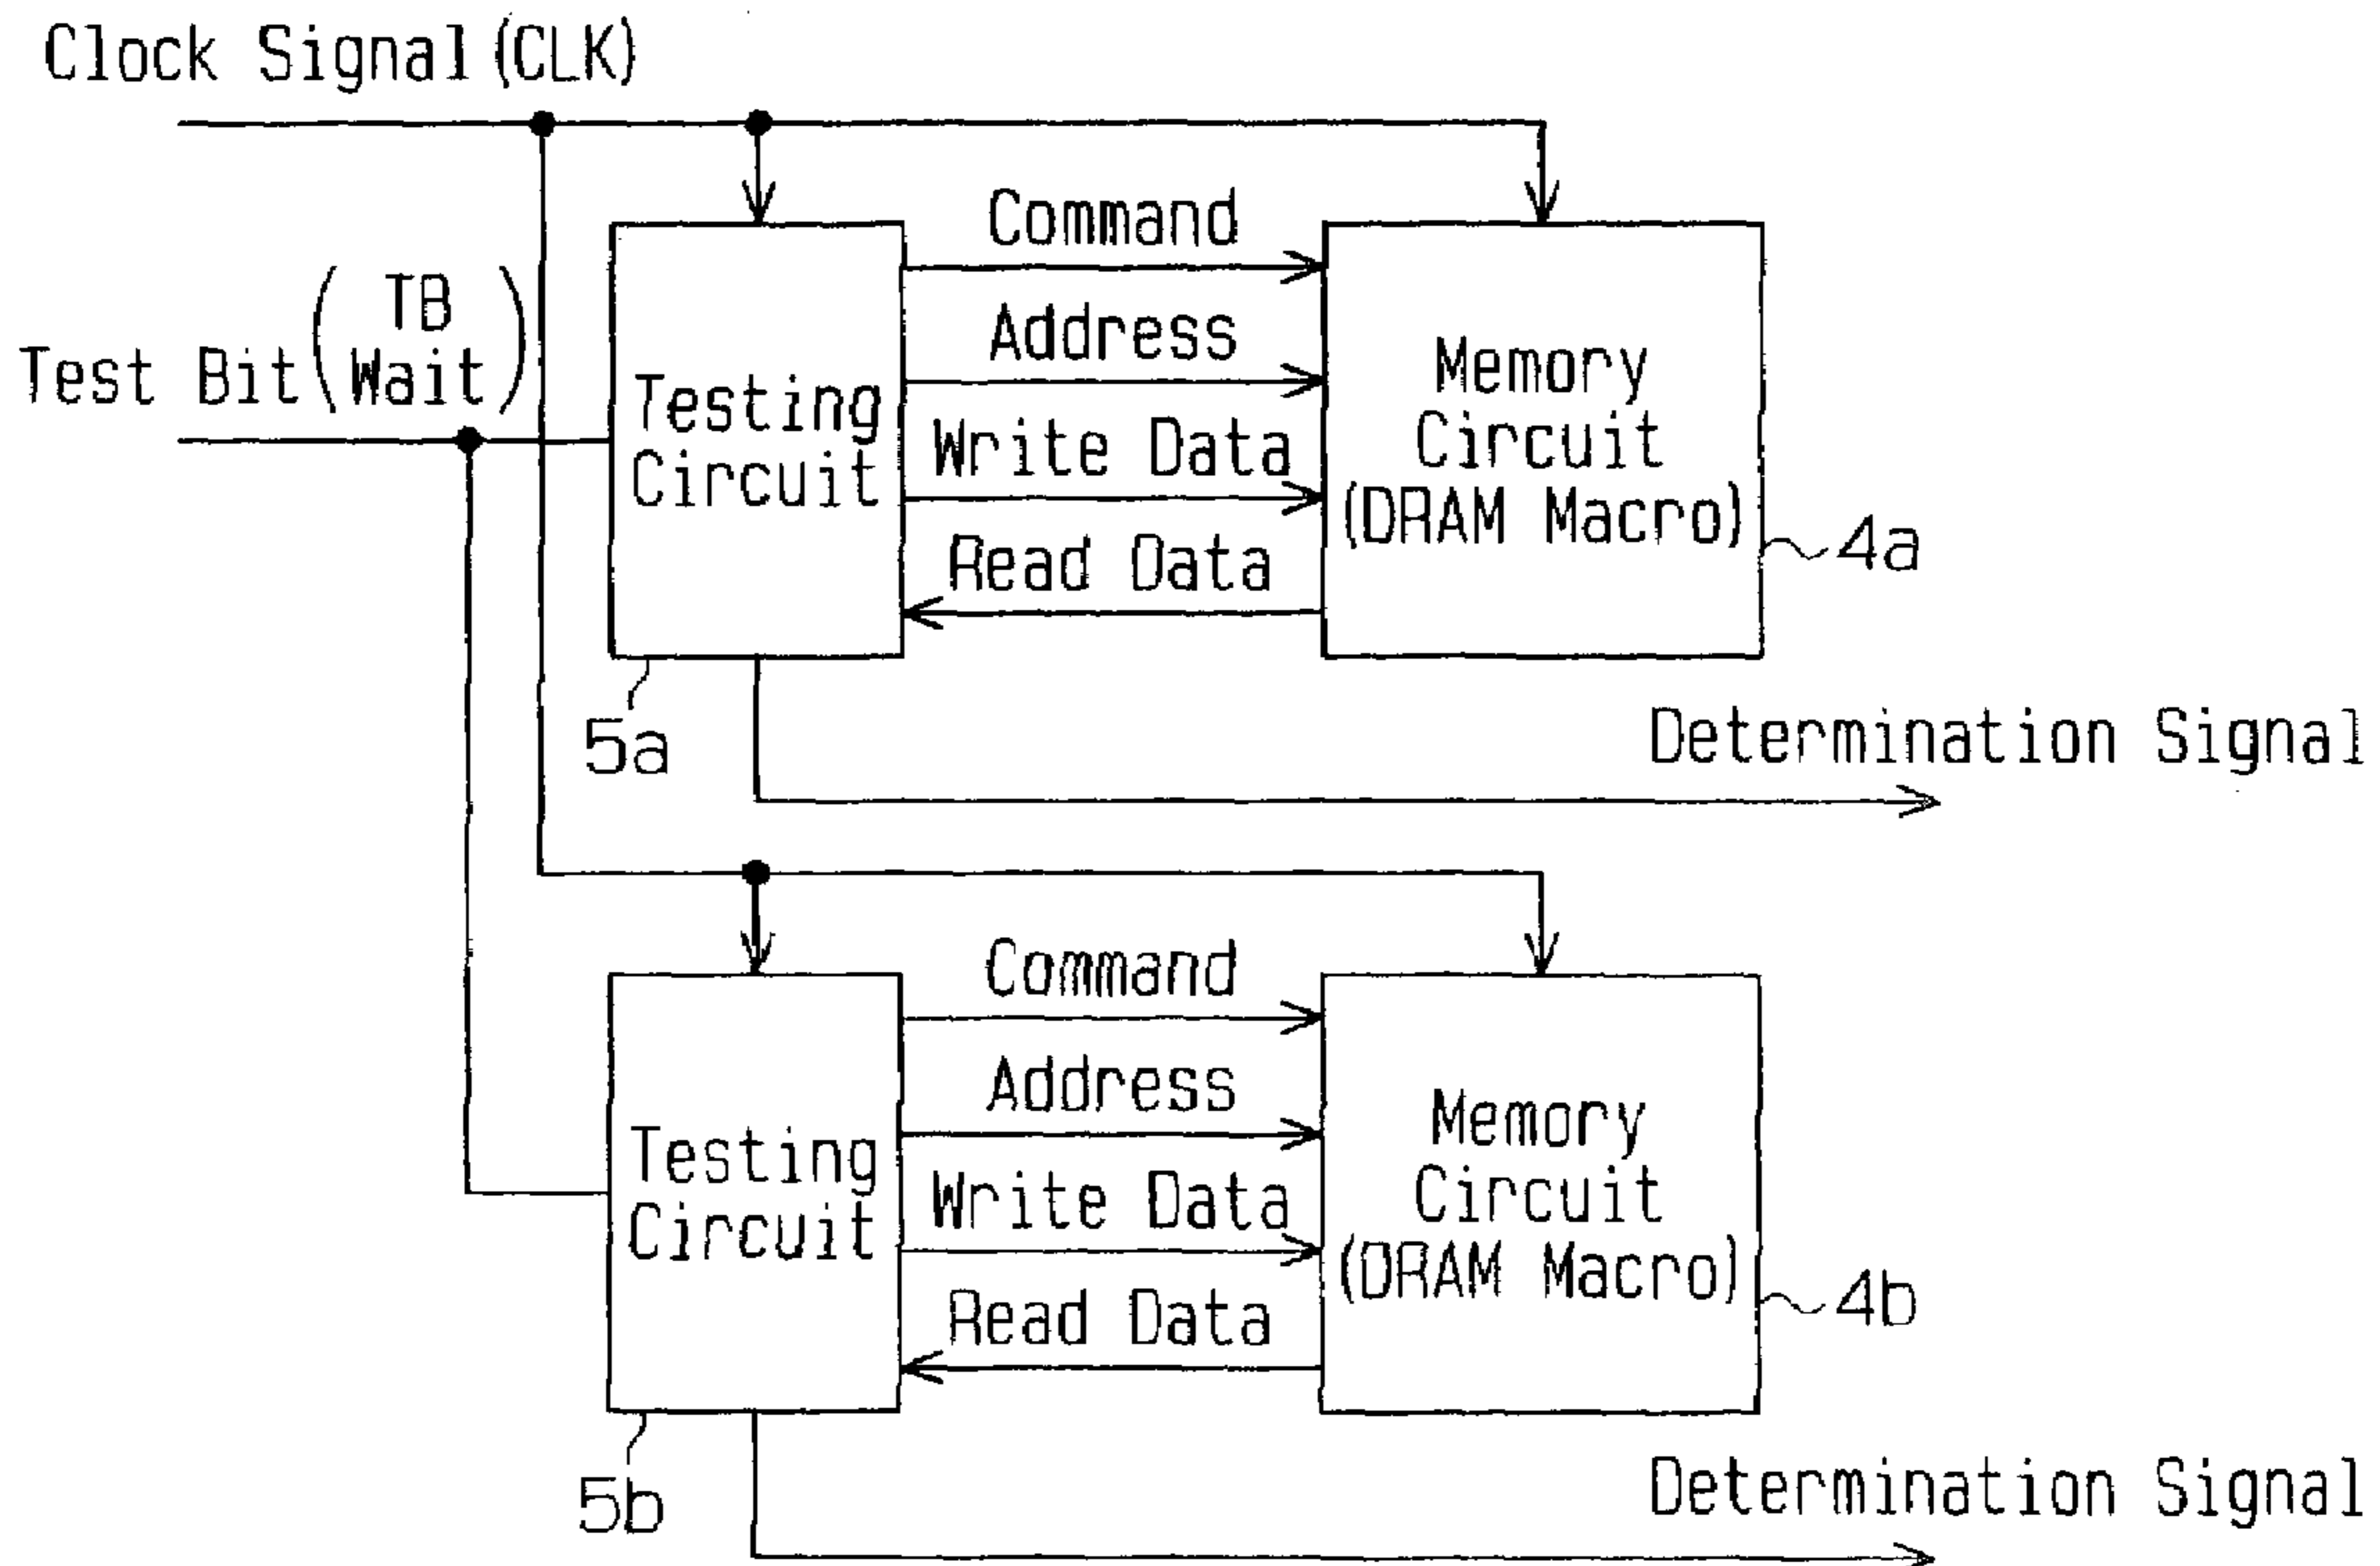 Clock Signal (CLK)
Command
TB
Test Bit ( Wait )
Address
Testing
Circuit
Write Data
Read Data
Memory
Circuit
(DRAM Macro)
4a
5a
Determination Signal
Command
Address
Testing
Circuit
Write Data
Read Data
Memory
Circuit
(DRAM Macro)
4b
5b
Determination Signal